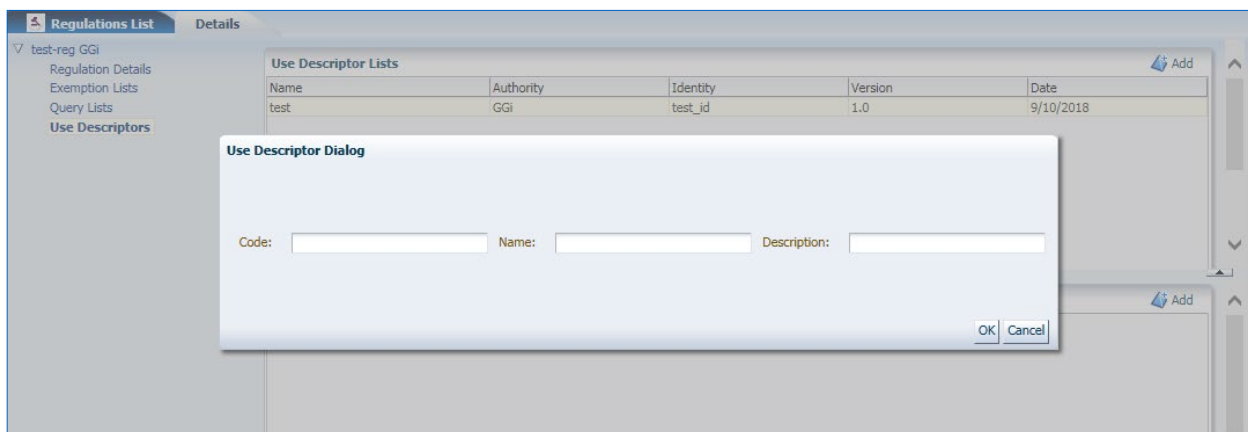 Regulations List Details
test-reg GGi
Regulation Details
Exemption Lists
Query Lists
Use Descriptors
Use Descriptor Lists Add
Name Authority Identity Version Date
test GGi test_id 1.0 9/10/2018
Use Descriptor Dialog
Code: Name: Description:
Add
OK Cancel